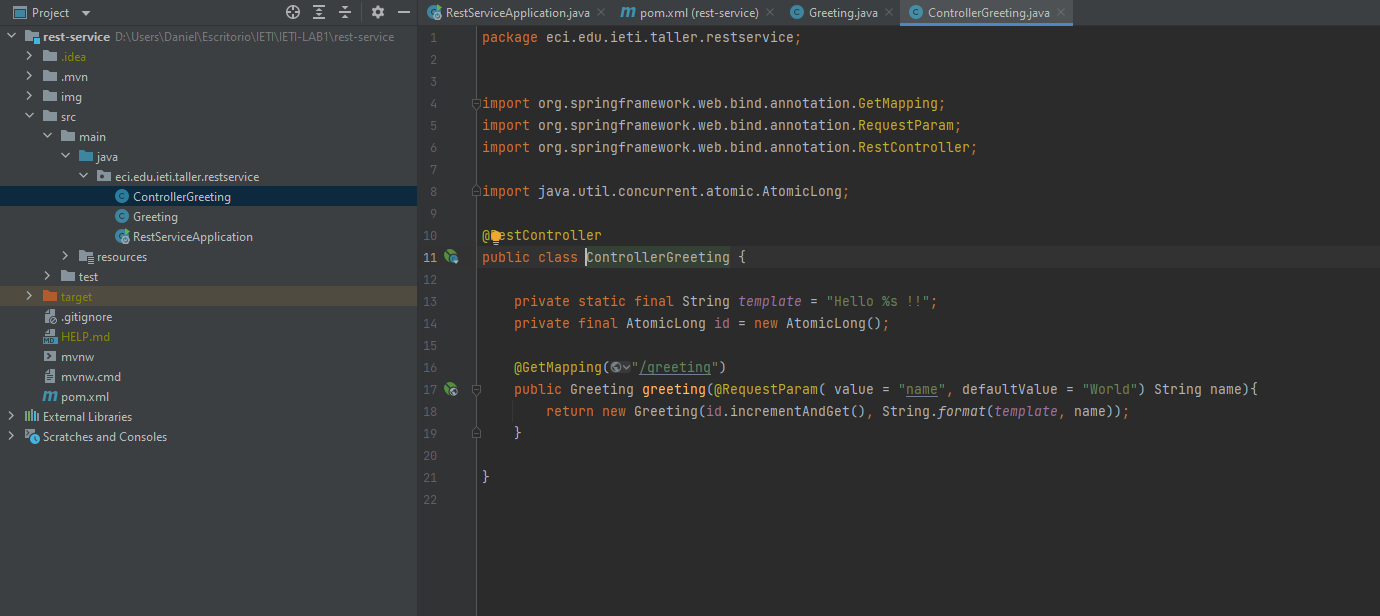 Project
RestServiceApplication.java
pom.xml (rest-service)
Greeting.java
ControllerGreeting.java
rest-service D:\Users\Daniel\Escritorio\IETI\IETI-LAB1\rest-service
.idea
.mvn
img
src
main
java
eci.edu.ieti.taller.restservice
ControllerGreeting
Greeting
RestServiceApplication
resources
test
target
.gitignore
HELP.md
mvnw
mvnw.cmd
pom.xml
External Libraries
Scratches and Consoles
1 package eci.edu.ieti.taller.restservice;
2
3
4 import org.springframework.web.bind.annotation.GetMapping;
5 import org.springframework.web.bind.annotation.RequestParam;
6 import org.springframework.web.bind.annotation.RestController;
7
8 import java.util.concurrent.atomic.AtomicLong;
9
10 @RestController
11 public class ControllerGreeting {
12
13 private static final String template = "Hello %s !!";
14 private final AtomicLong id = new AtomicLong();
15
16 @GetMapping("/greeting")
17 public Greeting greeting(@RequestParam( value = "name", defaultValue = "World") String name){
18 return new Greeting(id.incrementAndGet(), String.format(template, name));
19 }
20
21 }
22